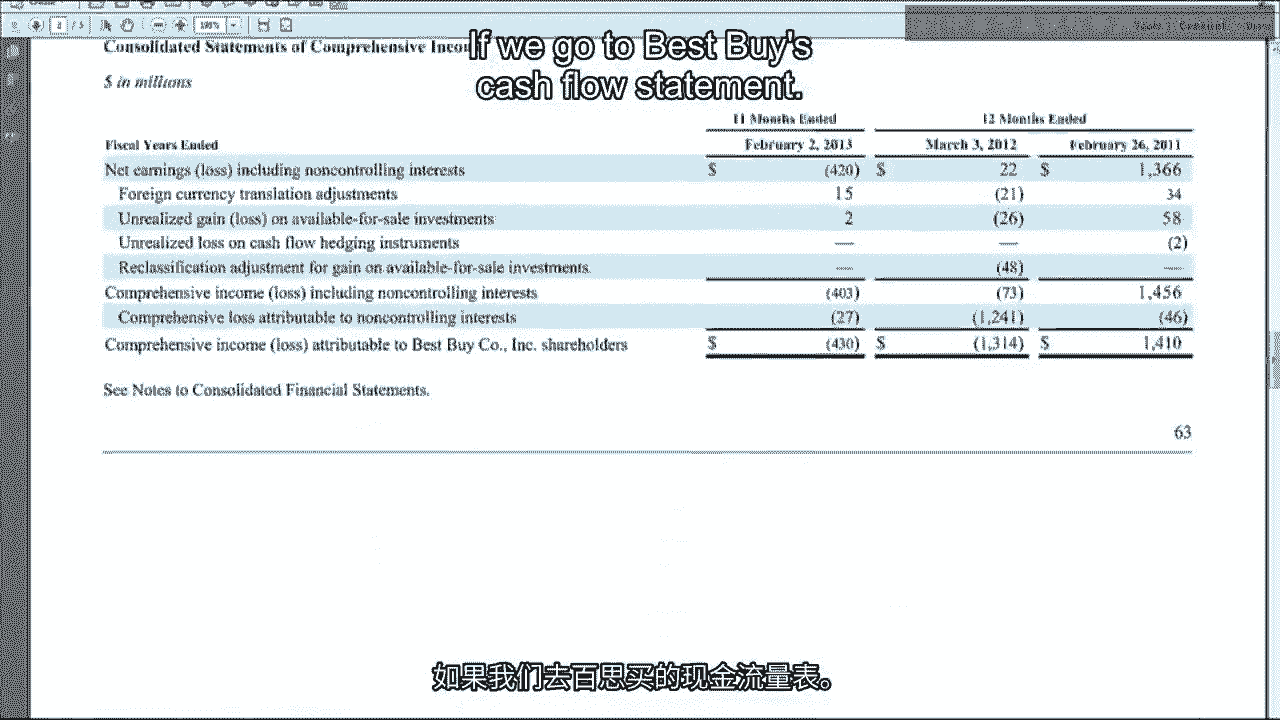 2 / 5 100%
Consolidated Statements of Comprehensive
If we go to Best Buy's
cash flow statement.
$ in millions
11 Months Ended 12 Months Ended
Fiscal Years Ended February 2, 2013 March 3, 2012 February 26, 2011
Net earnings (loss) including noncontrolling interests $ (420) $ 22 $ 1,366
Foreign currency translation adjustments 15 (21) 34
Unrealized gain (loss) on available-for-sale investments 2 (26) 58
Unrealized loss on cash flow hedging instruments — — (2)
Reclassification adjustment for gain on available-for-sale investments — (48) —
Comprehensive income (loss) including noncontrolling interests (403) (73) 1,456
Comprehensive loss attributable to noncontrolling interests (27) (1,241) (46)
Comprehensive income (loss) attributable to Best Buy Co., Inc. shareholders $ (430) $ (1,314) $ 1,410
See Notes to Consolidated Financial Statements.
63
如果我们去百思买的现金流量表。